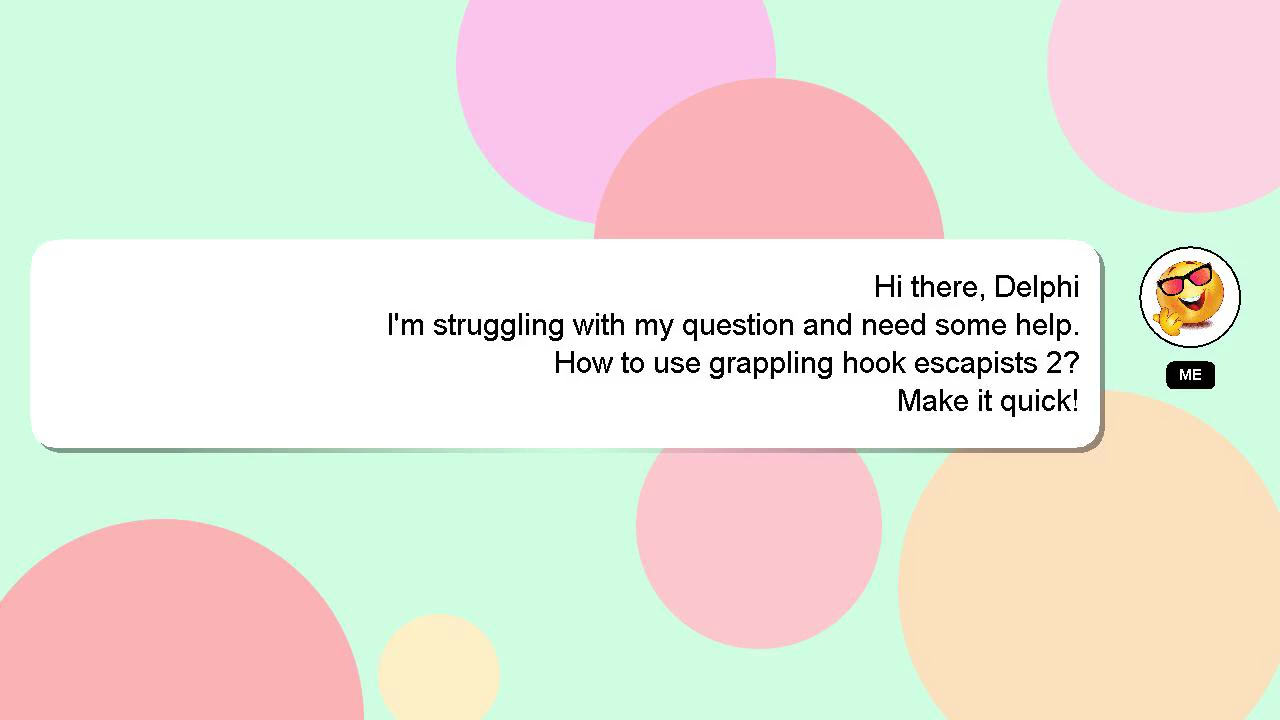 Hi there, Delphi
I'm struggling with my question and need some help.
How to use grappling hook escapists 2?
Make it quick!
ME